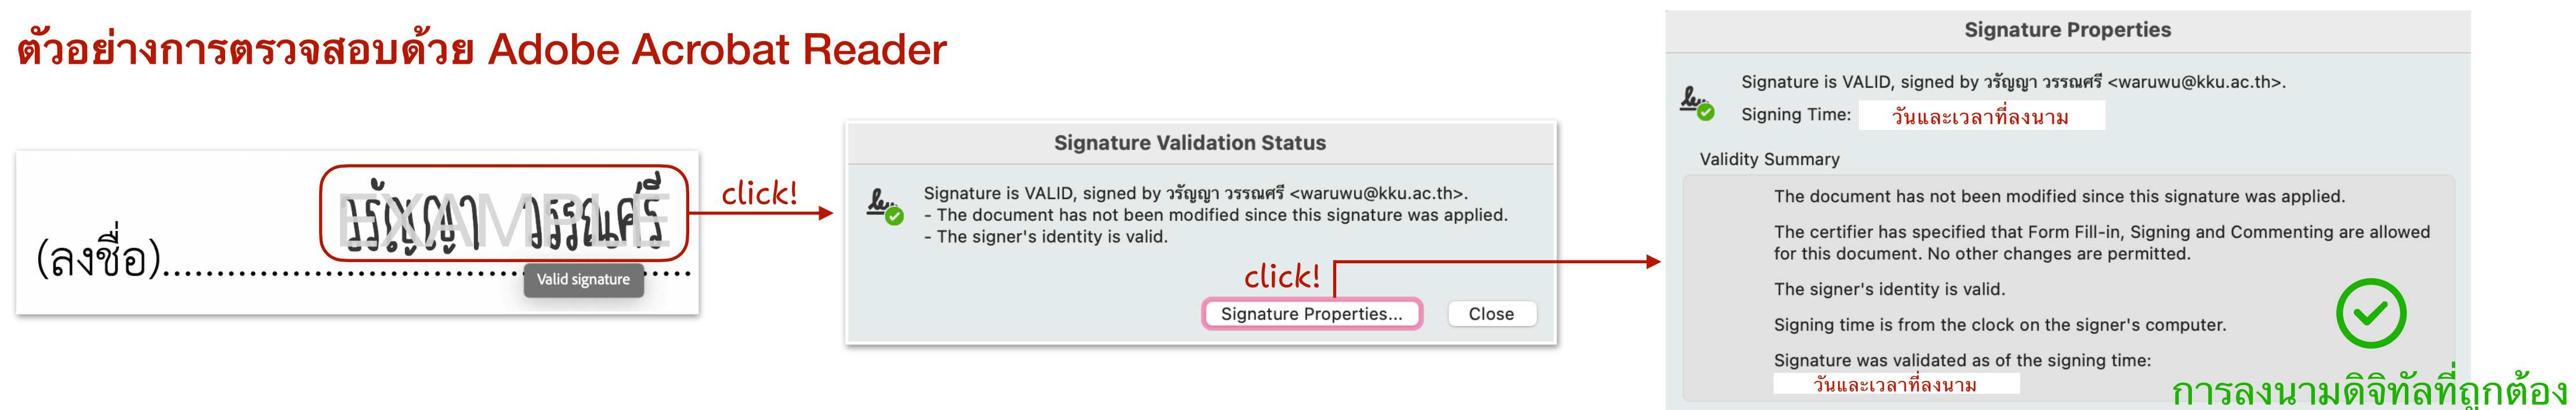 ตัวอย่างการตรวจสอบด้วย Adobe Acrobat Reader
(ลงชื่อ)
วรัญญา วรรณศรี
EXAMPLE
Valid signature
click!
Signature Validation Status
Signature is VALID, signed by วรัญญา วรรณศรี <waruwu@kku.ac.th>.
- The document has not been modified since this signature was applied.
- The signer's identity is valid.
click!
Signature Properties...
Close
Signature Properties
Signature is VALID, signed by วรัญญา วรรณศรี <waruwu@kku.ac.th>.
Signing Time: วันและเวลาที่ลงนาม
Validity Summary
The document has not been modified since this signature was applied.
The certifier has specified that Form Fill-in, Signing and Commenting are allowed
for this document. No other changes are permitted.
The signer's identity is valid.
Signing time is from the clock on the signer's computer.
Signature was validated as of the signing time:
วันและเวลาที่ลงนาม
การลงนามดิจิทัลที่ถูกต้อง